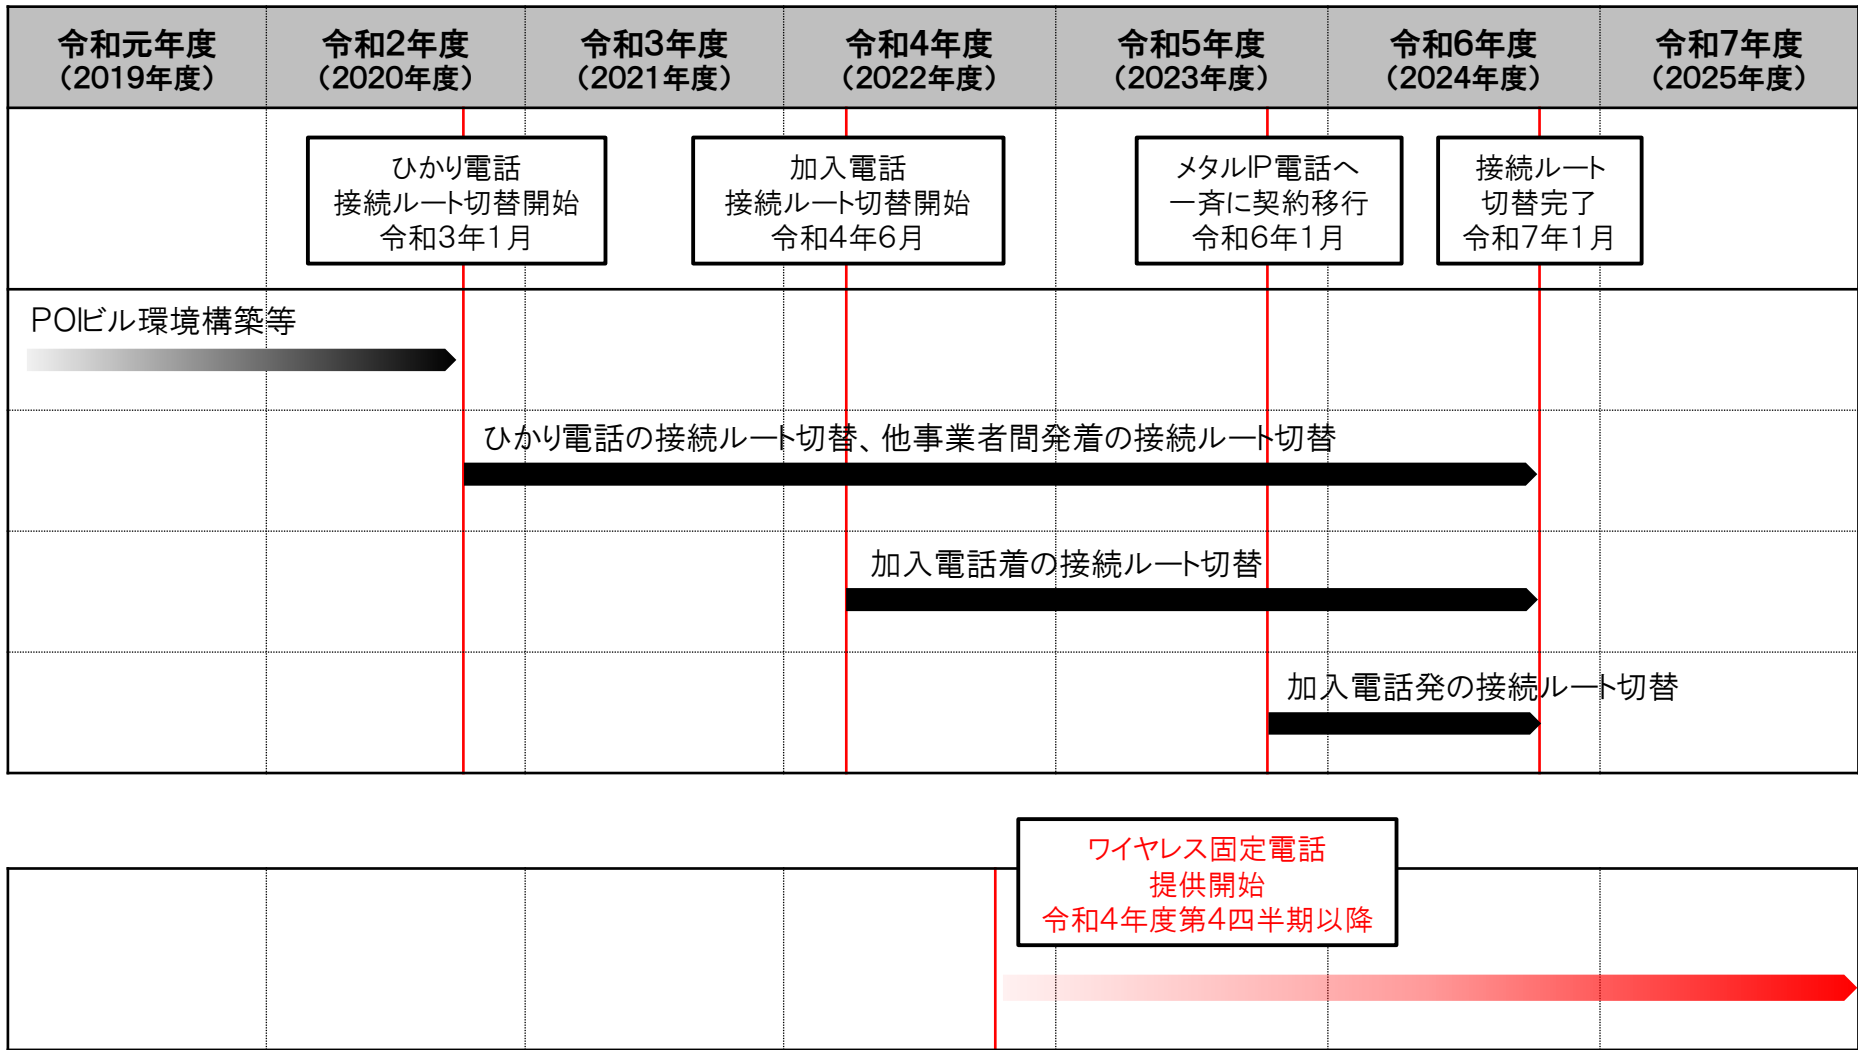 令和元年度
（2019年度）
令和2年度
（2020年度）
令和3年度
（2021年度）
令和4年度
（2022年度）
令和5年度
（2023年度）
令和6年度
（2024年度）
令和7年度
（2025年度）
ひかり電話
接続ルート切替開始
令和3年1月
加入電話
接続ルート切替開始
令和4年6月
メタルIP電話へ
一斉に契約移行
令和6年1月
接続ルート
切替完了
令和7年1月
POIビル環境構築等
ひかり電話の接続ルート切替、他事業者間発着の接続ルート切替
加入電話着の接続ルート切替
加入電話発の接続ルート切替
ワイヤレス固定電話
提供開始
令和4年度第4四半期以降